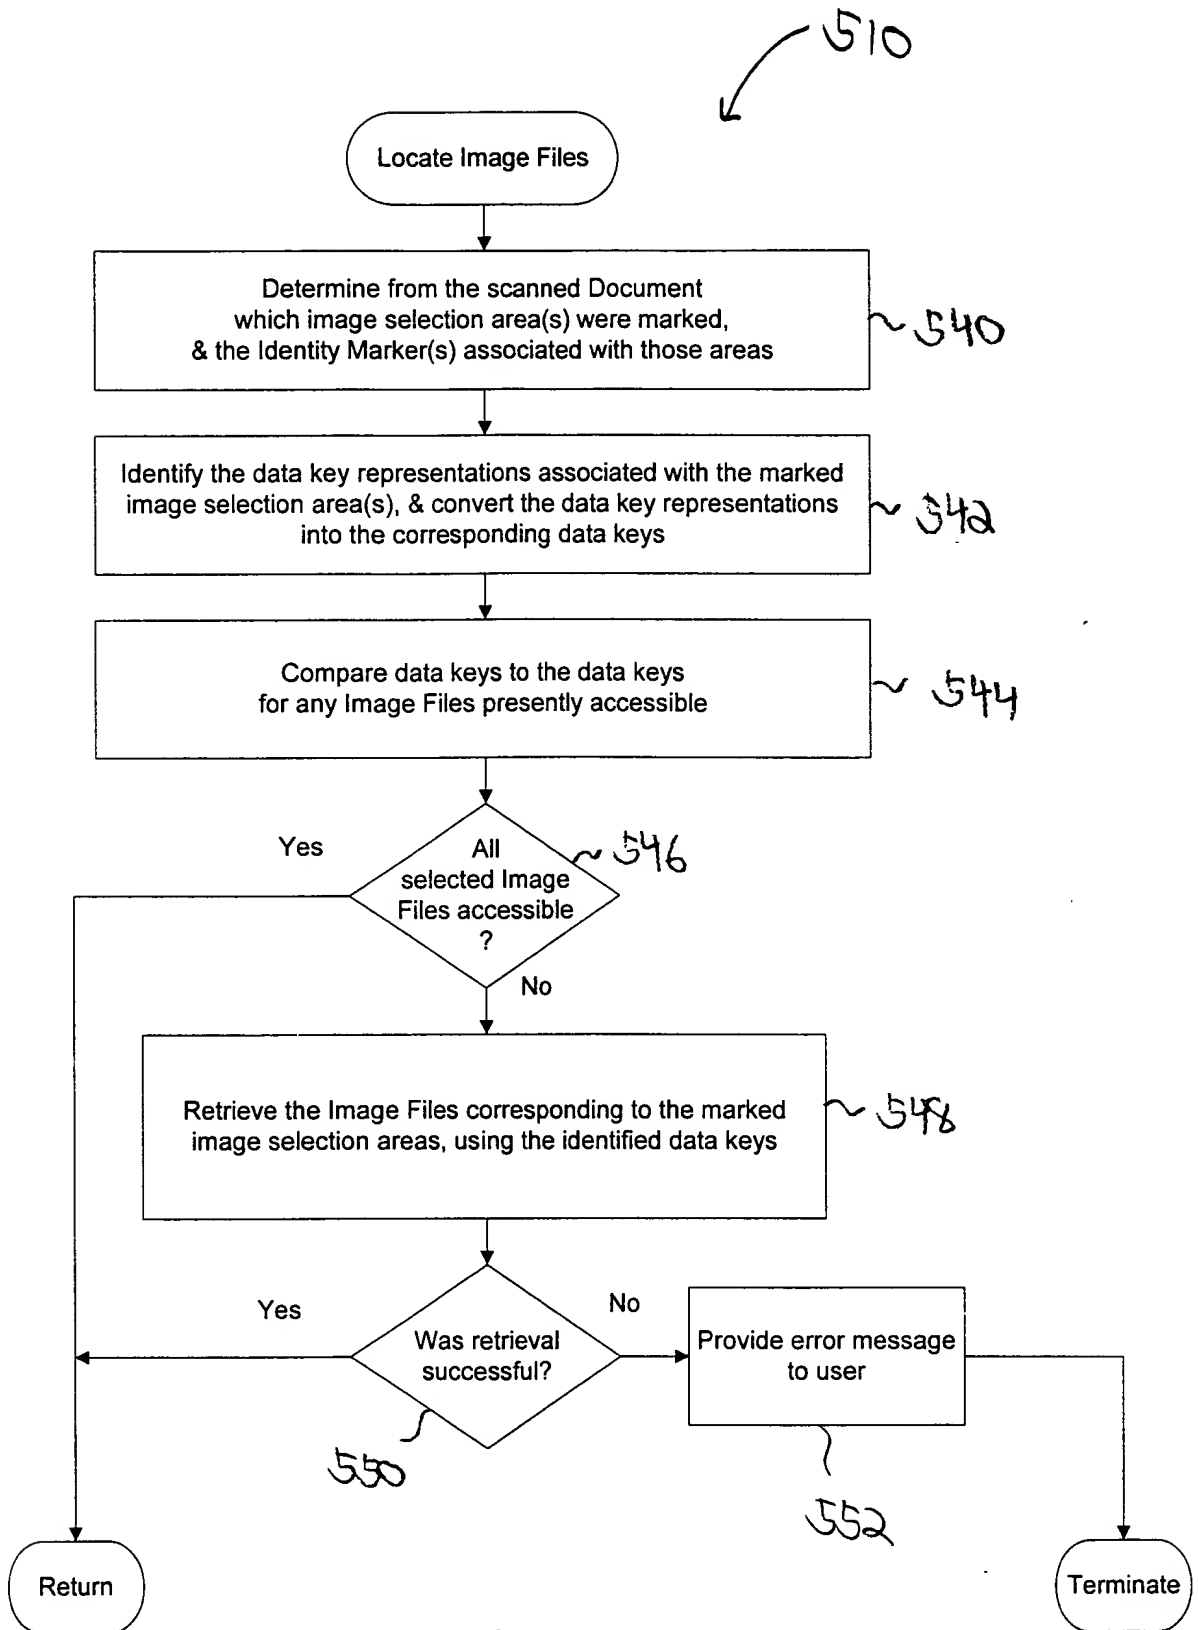 510
Locate Image Files
Determine from the scanned Document
which image selection area(s) were marked,
& the Identity Marker(s) associated with those areas
540
Identify the data key representations associated with the marked
image selection area(s), & convert the data key representations
into the corresponding data keys
542
Compare data keys to the data keys
for any Image Files presently accessible
544
Yes
All
selected Image
Files accessible
?
546
No
Retrieve the Image Files corresponding to the marked
image selection areas, using the identified data keys
548
Yes
Was retrieval
successful?
No
Provide error message
to user
550
552
Return
Terminate